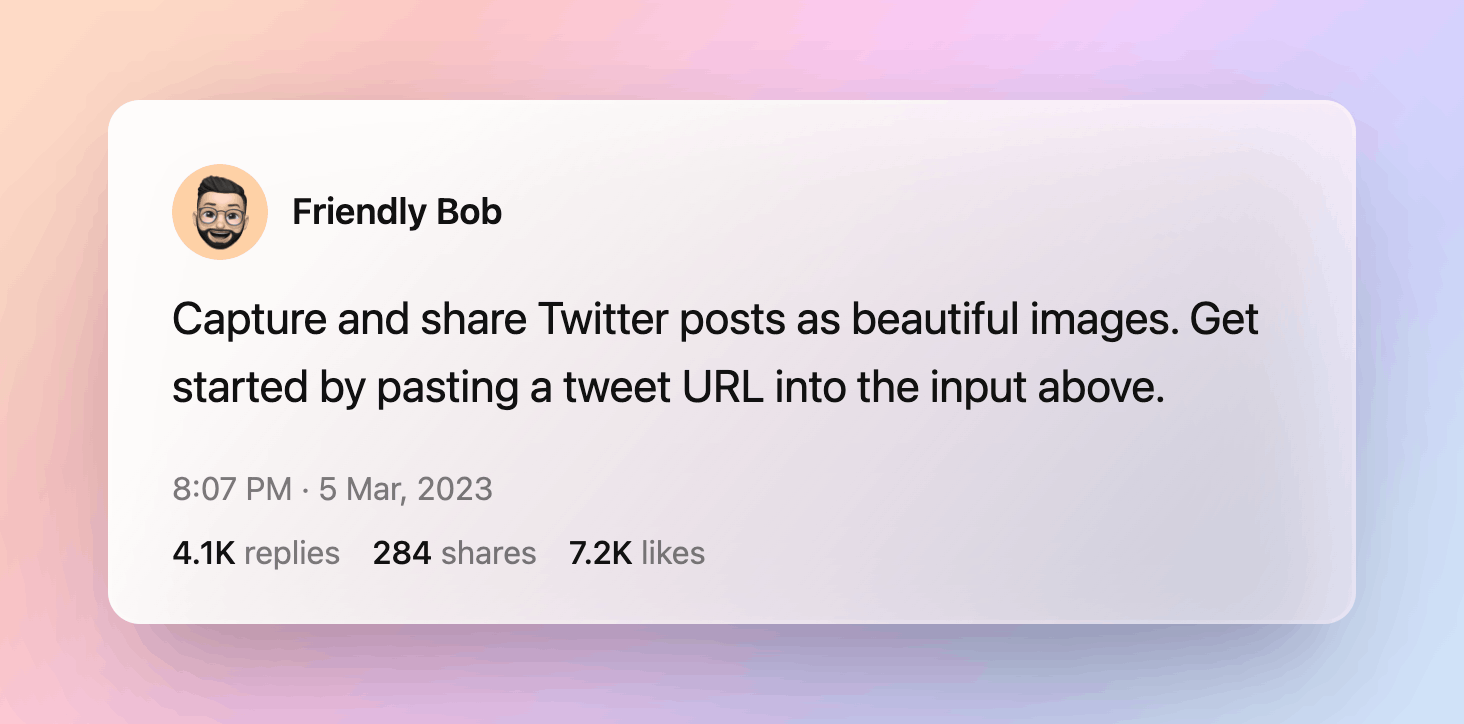 Friendly Bob
Capture and share Twitter posts as beautiful images. Get
started by pasting a tweet URL into the input above.
8:07 PM · 5 Mar, 2023
4.1K replies 284 shares 7.2K likes